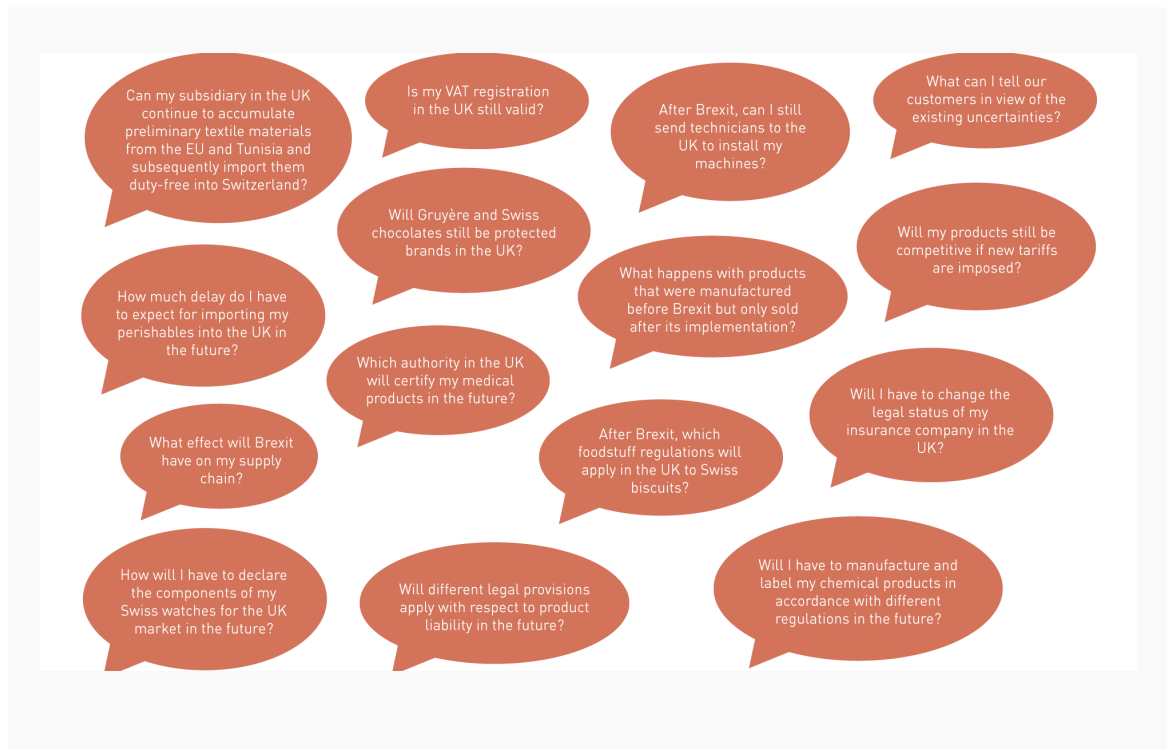 Can my subsidiary in the UK
continue to accumulate
preliminary textile materials
from the EU and Tunisia and
subsequently import them
duty-free into Switzerland?
Is my VAT registration
in the UK still valid?
After Brexit, can I still
send technicians to the
UK to install my
machines?
What can I tell our
customers in view of the
existing uncertainties?
Will Gruyère and Swiss
chocolates still be protected
brands in the UK?
Will my products still be
competitive if new tariffs
are imposed?
How much delay do I have
to expect for importing my
perishables into the UK in
the future?
What happens with products
that were manufactured
before Brexit but only sold
after its implementation?
Which authority in the UK
will certify my medical
products in the future?
Will I have to change the
legal status of my
insurance company in the
UK?
What effect will Brexit
have on my supply
chain?
After Brexit, which
foodstuff regulations will
apply in the UK to Swiss
biscuits?
How will I have to declare
the components of my
Swiss watches for the UK
market in the future?
Will different legal provisions
apply with respect to product
liability in the future?
Will I have to manufacture and
label my chemical products in
accordance with different
regulations in the future?